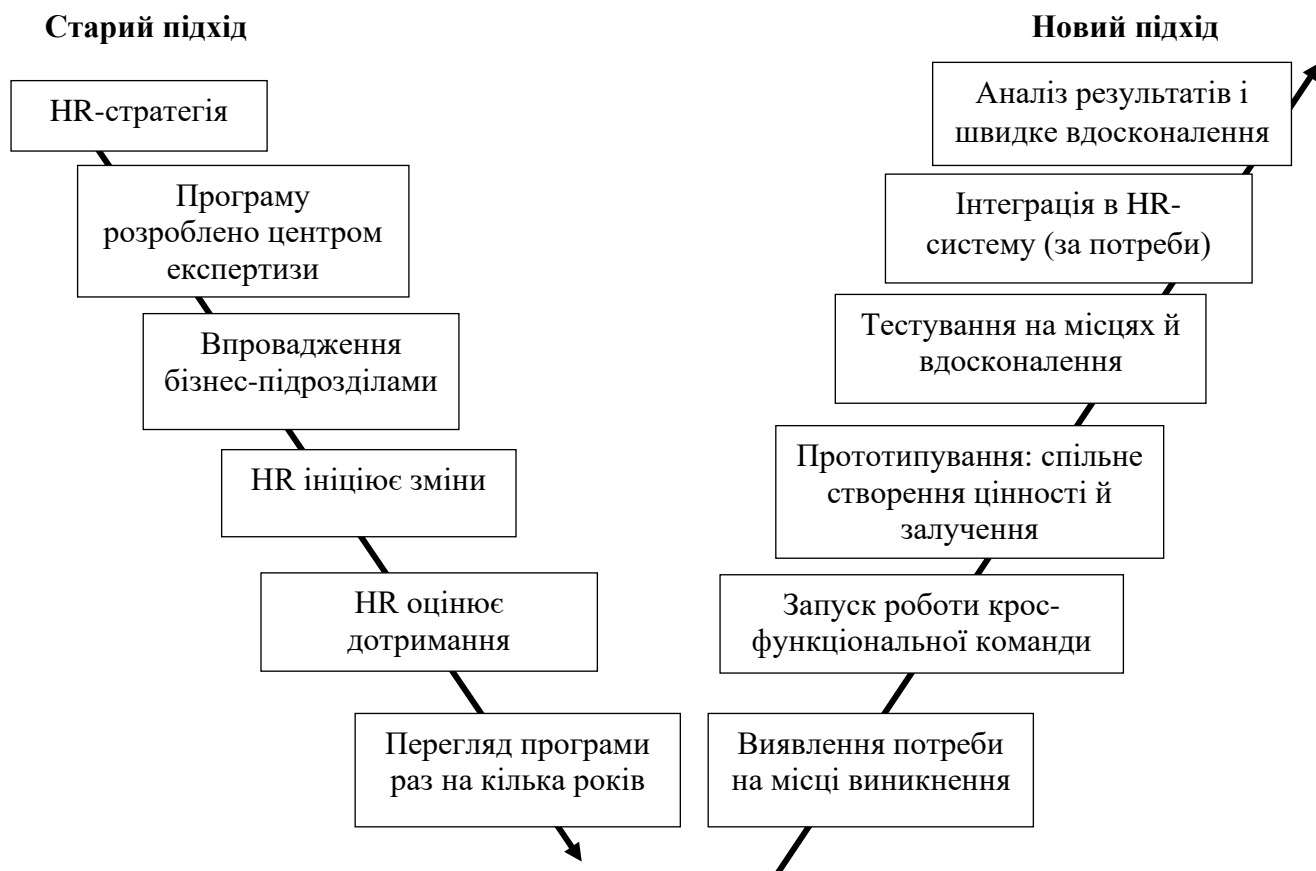 Старий підхід
HR-стратегія
Програму
розроблено центром
експертизи
Впровадження
бізнес-підрозділами
HR ініціює зміни
HR оцінює
дотримання
Перегляд програми
раз на кілька років
Новий підхід
Аналіз результатів і
швидке вдосконалення
Інтеграція в HR-
систему (за потреби)
Тестування на місцях й
вдосконалення
Прототипування: спільне
створення цінності й
залучення
Запуск роботи крос-
функціональної команди
Виявлення потреби
на місці виникнення